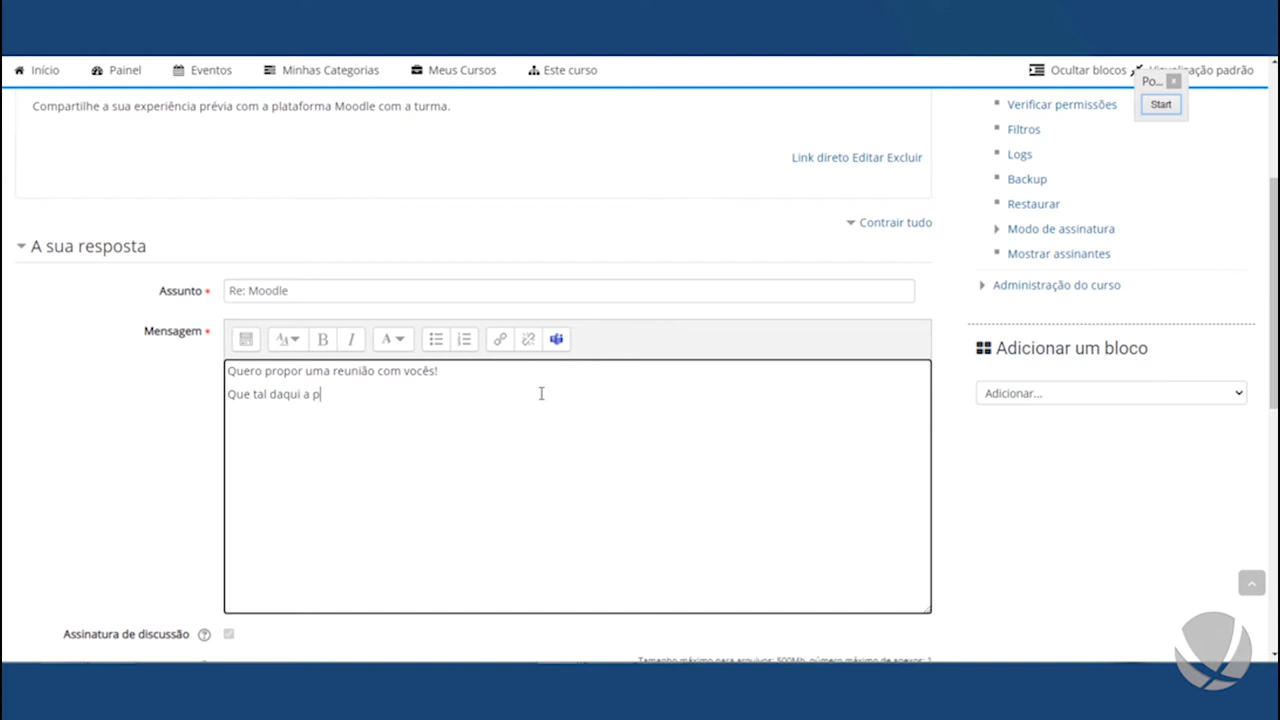 Início Painel Eventos Minhas Categorias Meus Cursos Este curso Ocultar blocos Visualização padrão
Po... x
Start
Compartilhe a sua experiência prévia com a plataforma Moodle com a turma.
Link direto Editar Excluir
Contrair tudo
A sua resposta
Assunto Re: Moodle
Mensagem
B I A
Quero propor uma reunião com vocês!
Que tal daqui a p
Assinatura de discussão ?
Tamanho máximo para arquivos: 500Mb, número máximo de anexos: 1
Verificar permissões
Filtros
Logs
Backup
Restaurar
Modo de assinatura
Mostrar assinantes
Administração do curso
Adicionar um bloco
Adicionar...